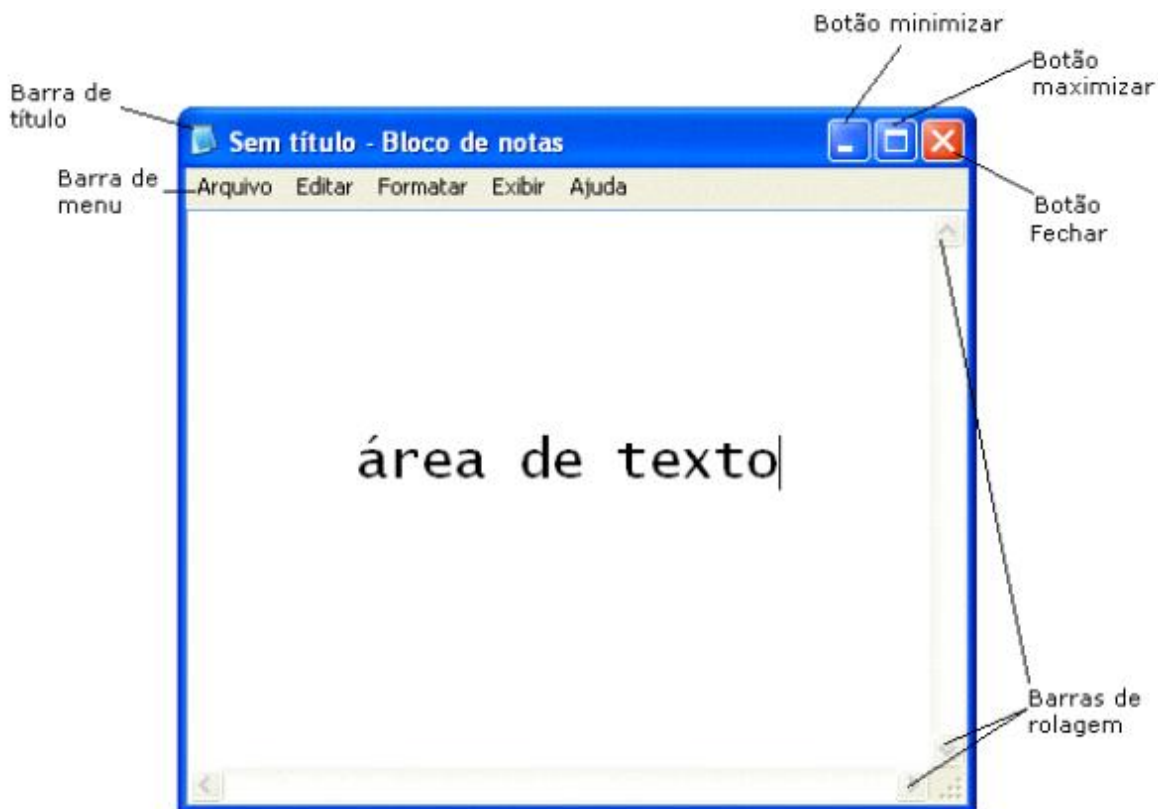 Botão minimizar
Botão
maximizar
Barra de
título
Sem título - Bloco de notas
Barra de
menu
Arquivo Editar Formatar Exibir Ajuda
Botão
Fechar
área de texto
Barras de
rolagem